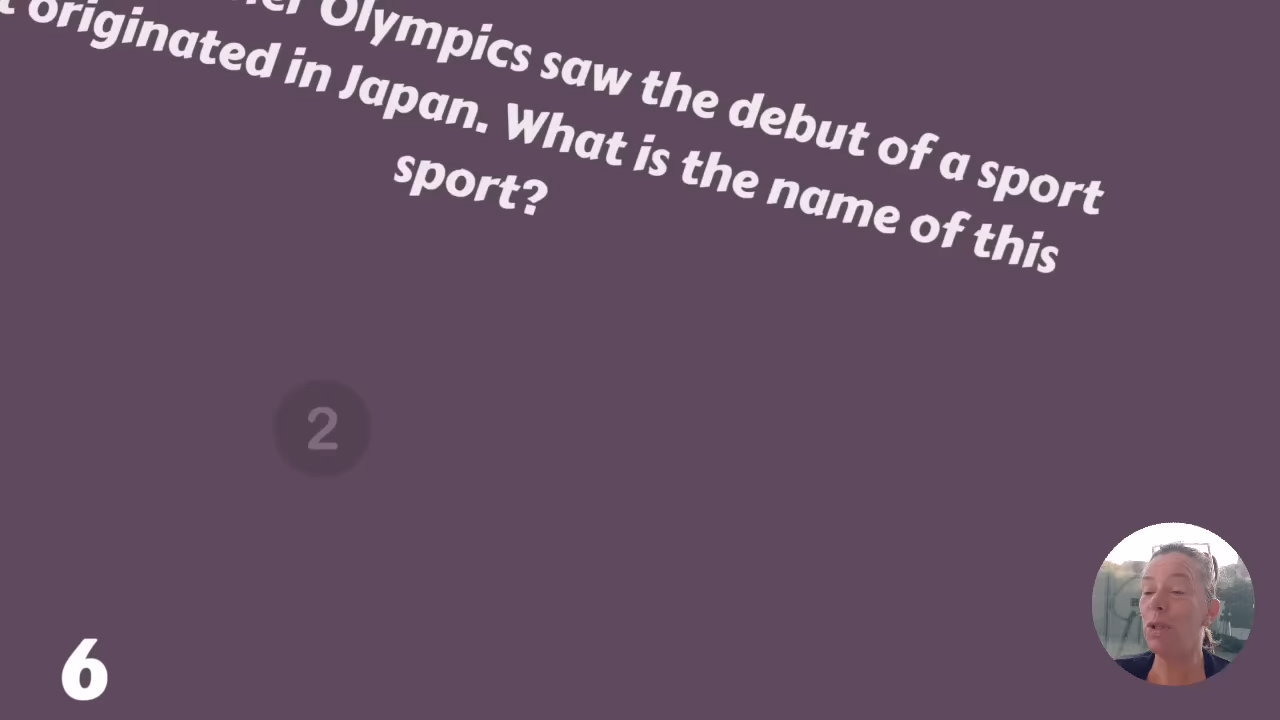 Olympics saw the debut of a sport
originated in Japan. What is the name of this
sport?
2
6